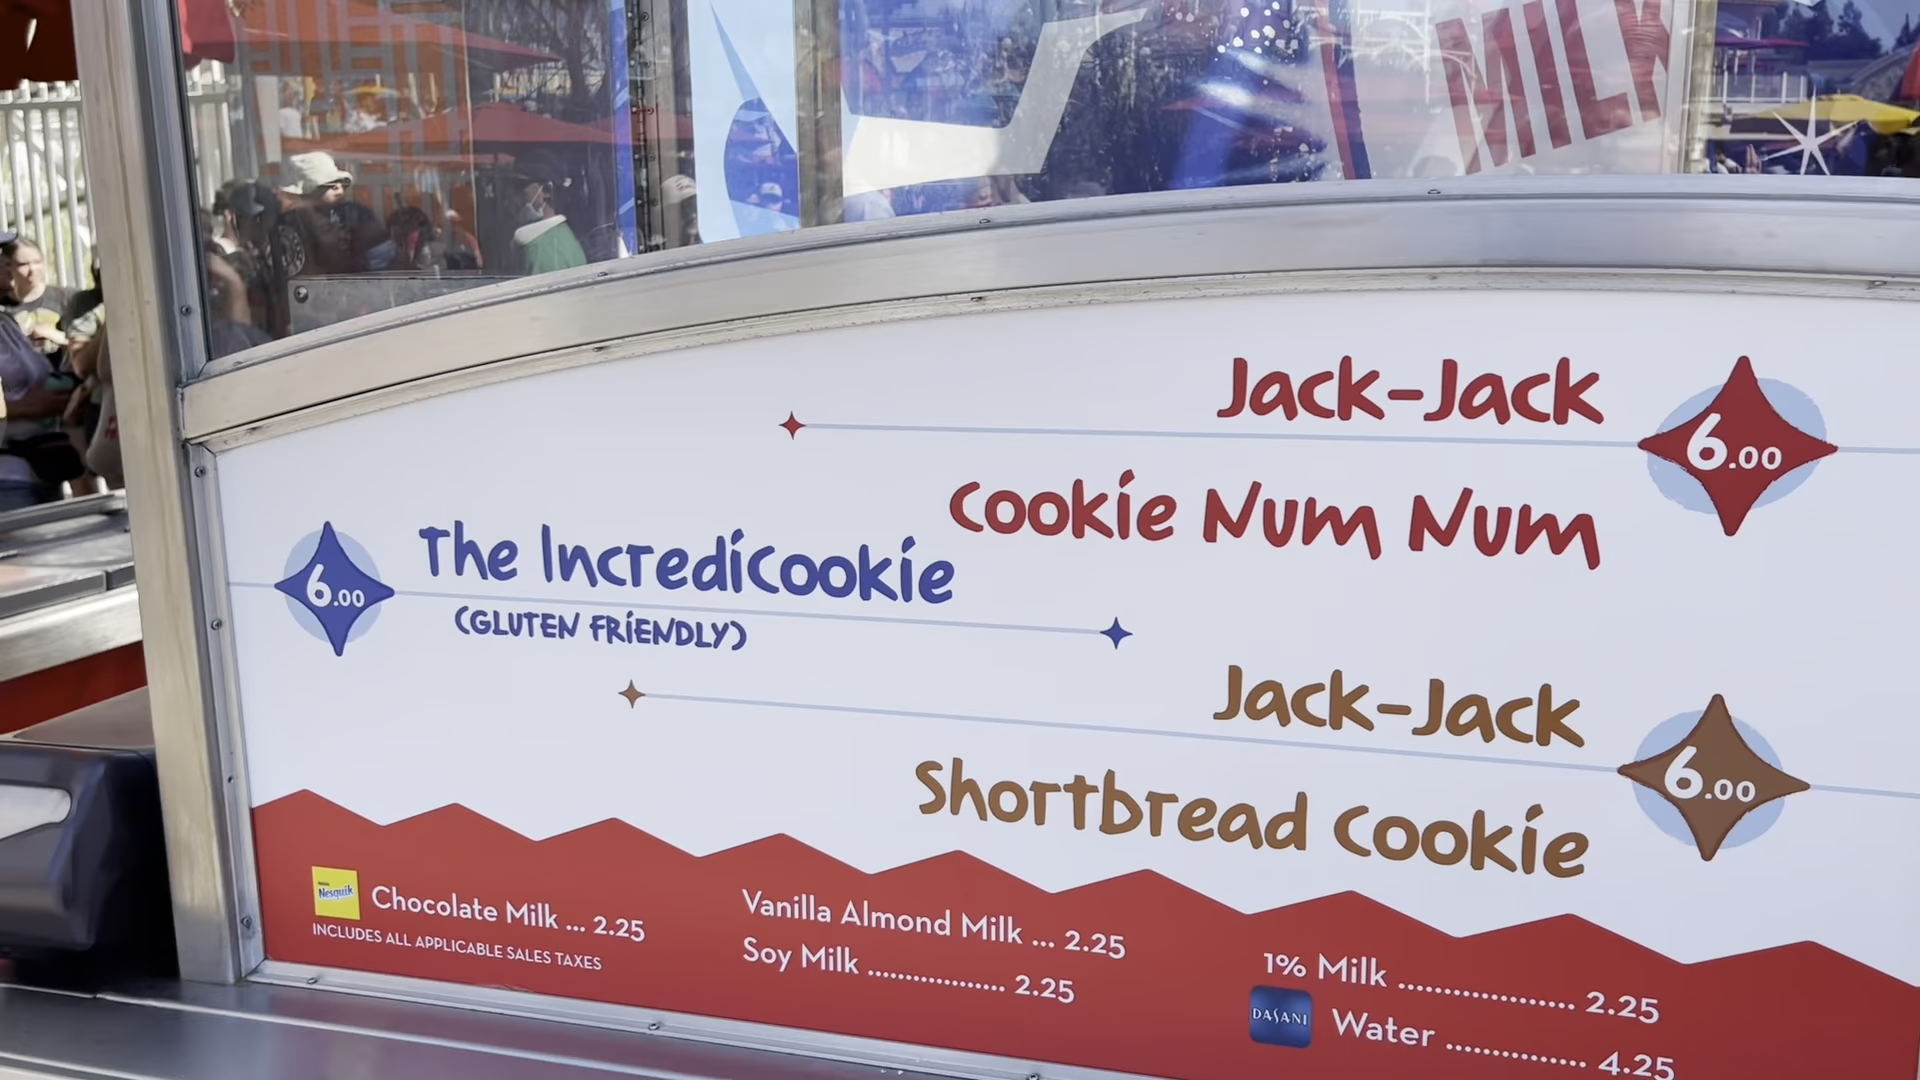 MILK
Jack-Jack
Cookie Num Num
6.00
The Incredicookie
(GLUTEN FRIENDLY)
6.00
Jack-Jack
Shortbread Cookie
6.00
Nesquik
Chocolate Milk ... 2.25
INCLUDES ALL APPLICABLE SALES TAXES
Vanilla Almond Milk ... 2.25
Soy Milk ................ 2.25
1% Milk .................... 2.25
DASANI
Water ................ 4.25